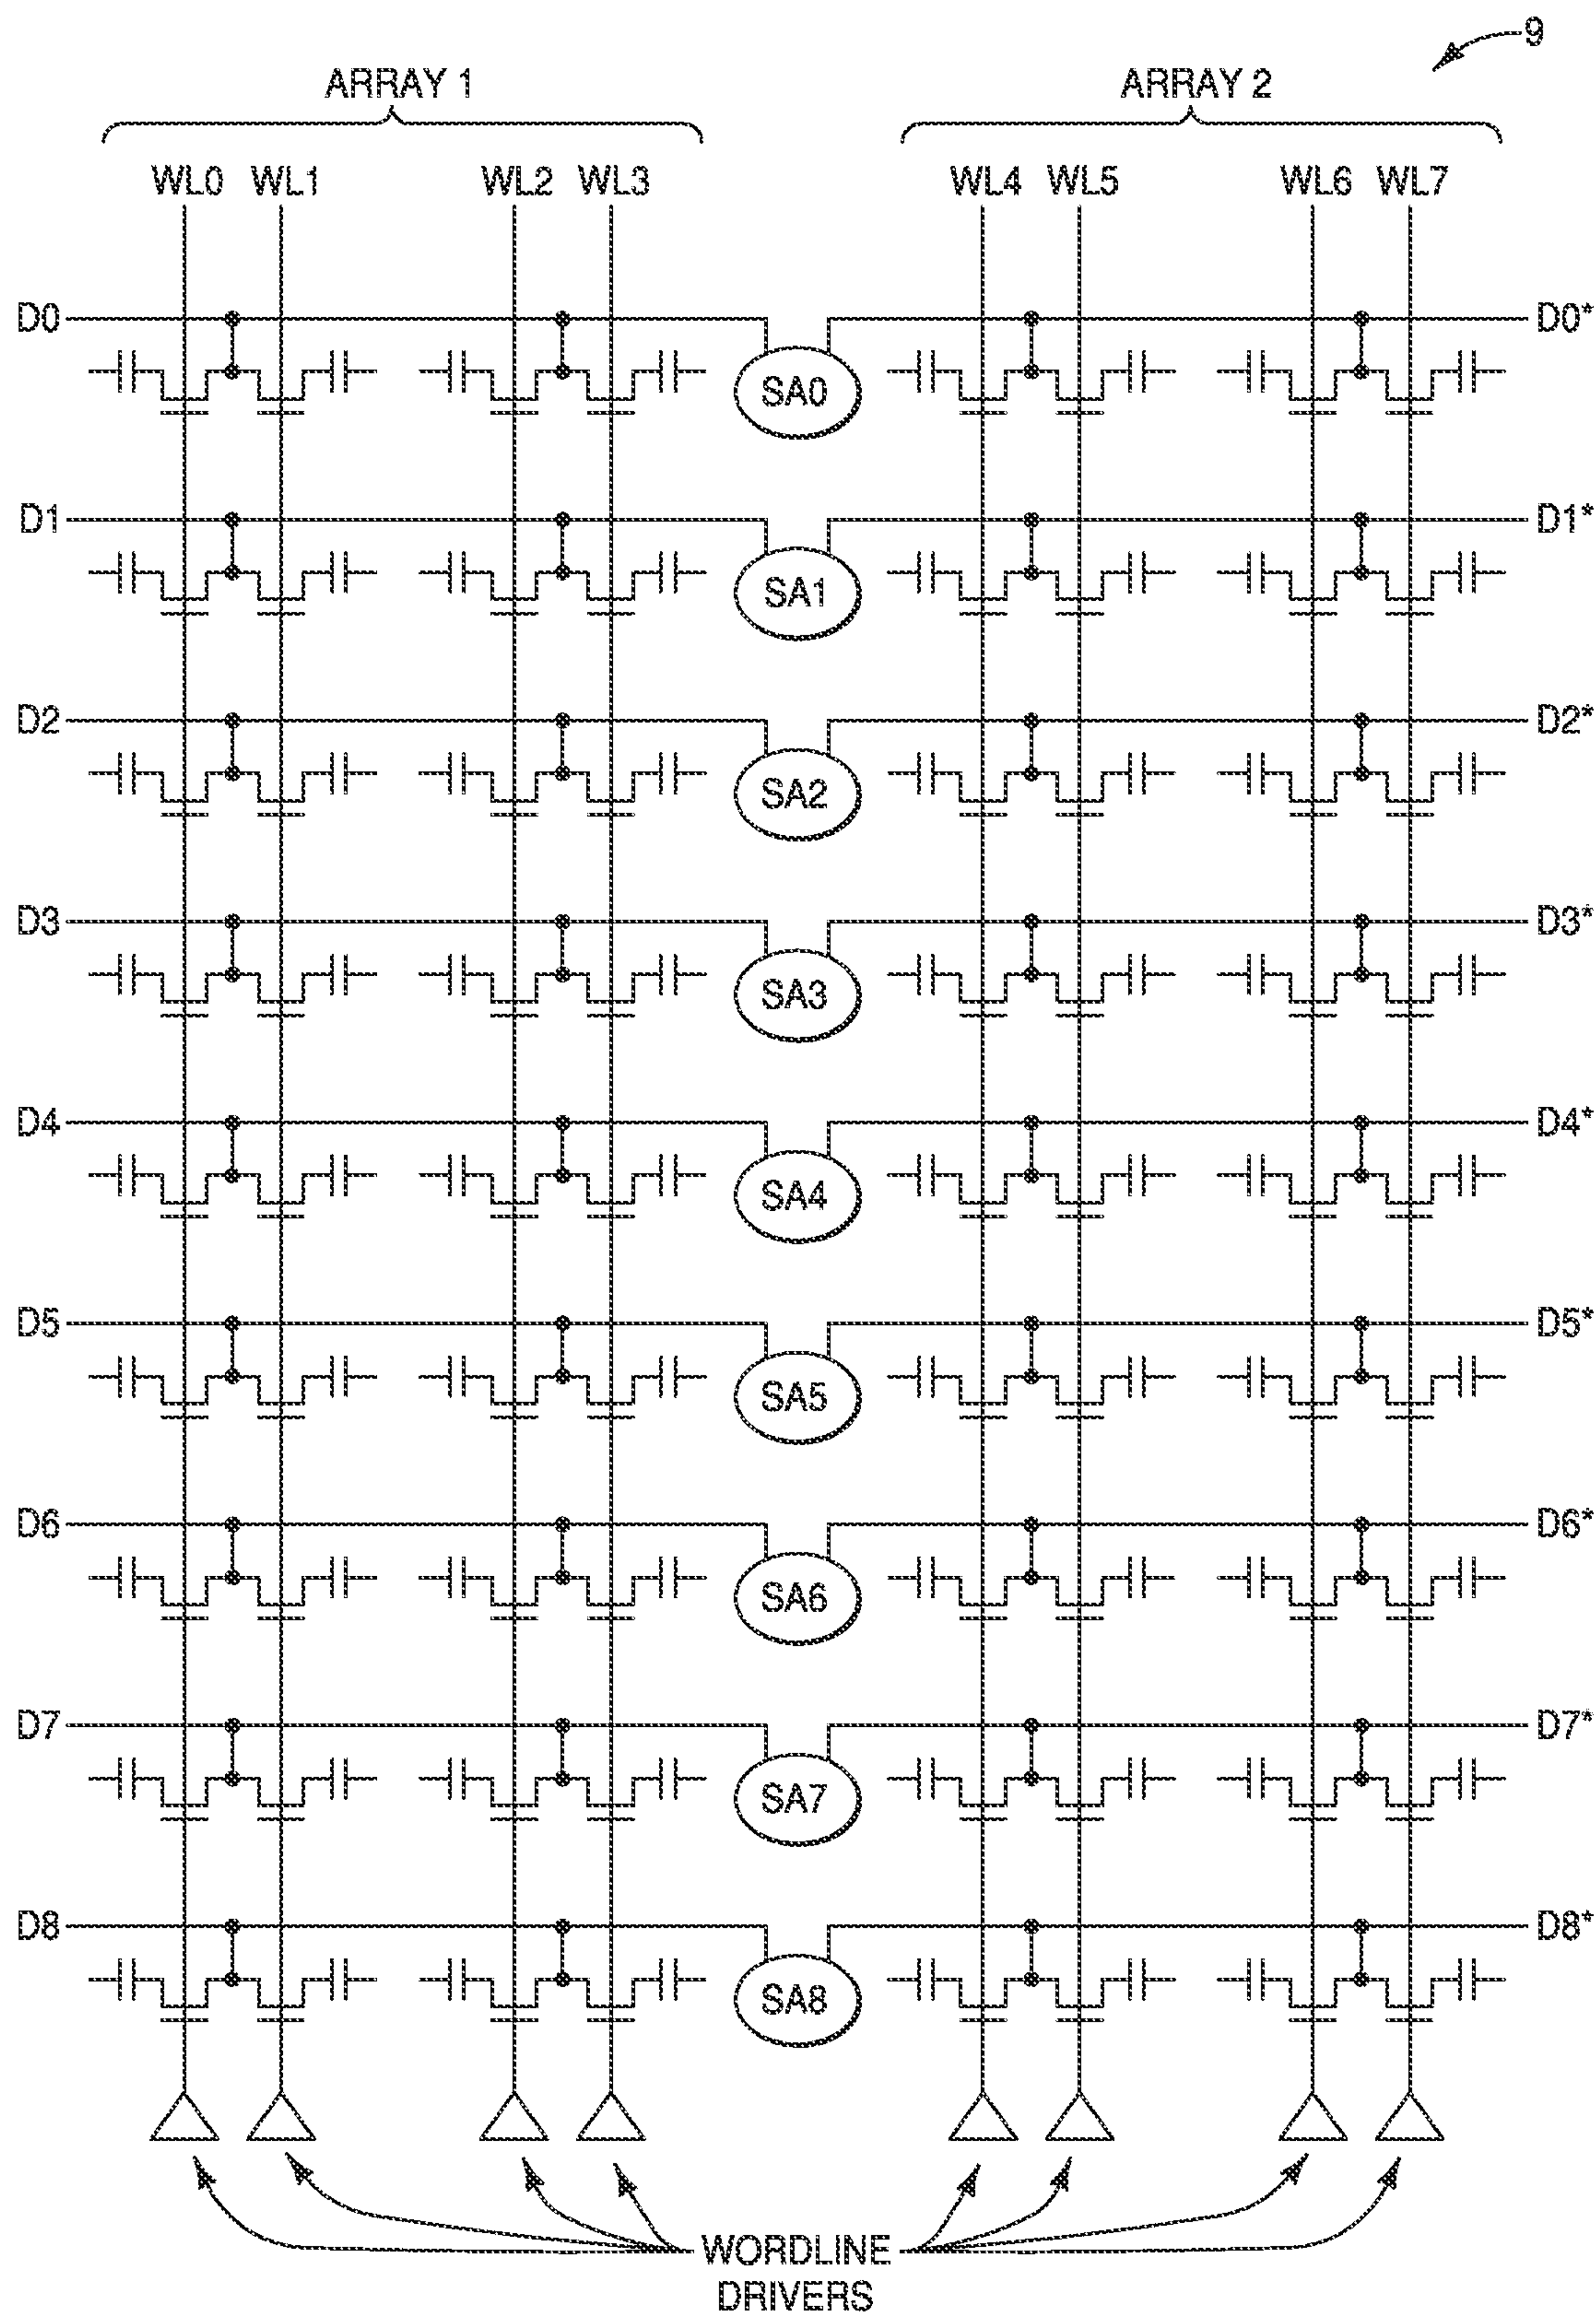 9
ARRAY 1 ARRAY 2
WL0 WL1 WL2 WL3 WL4 WL5 WL6 WL7
D0 D0*
SA0
D1 D1*
SA1
D2 D2*
SA2
D3 D3*
SA3
D4 D4*
SA4
D5 D5*
SA5
D6 D6*
SA6
D7 D7*
SA7
D8 D8*
SA8
WORDLINE
DRIVERS